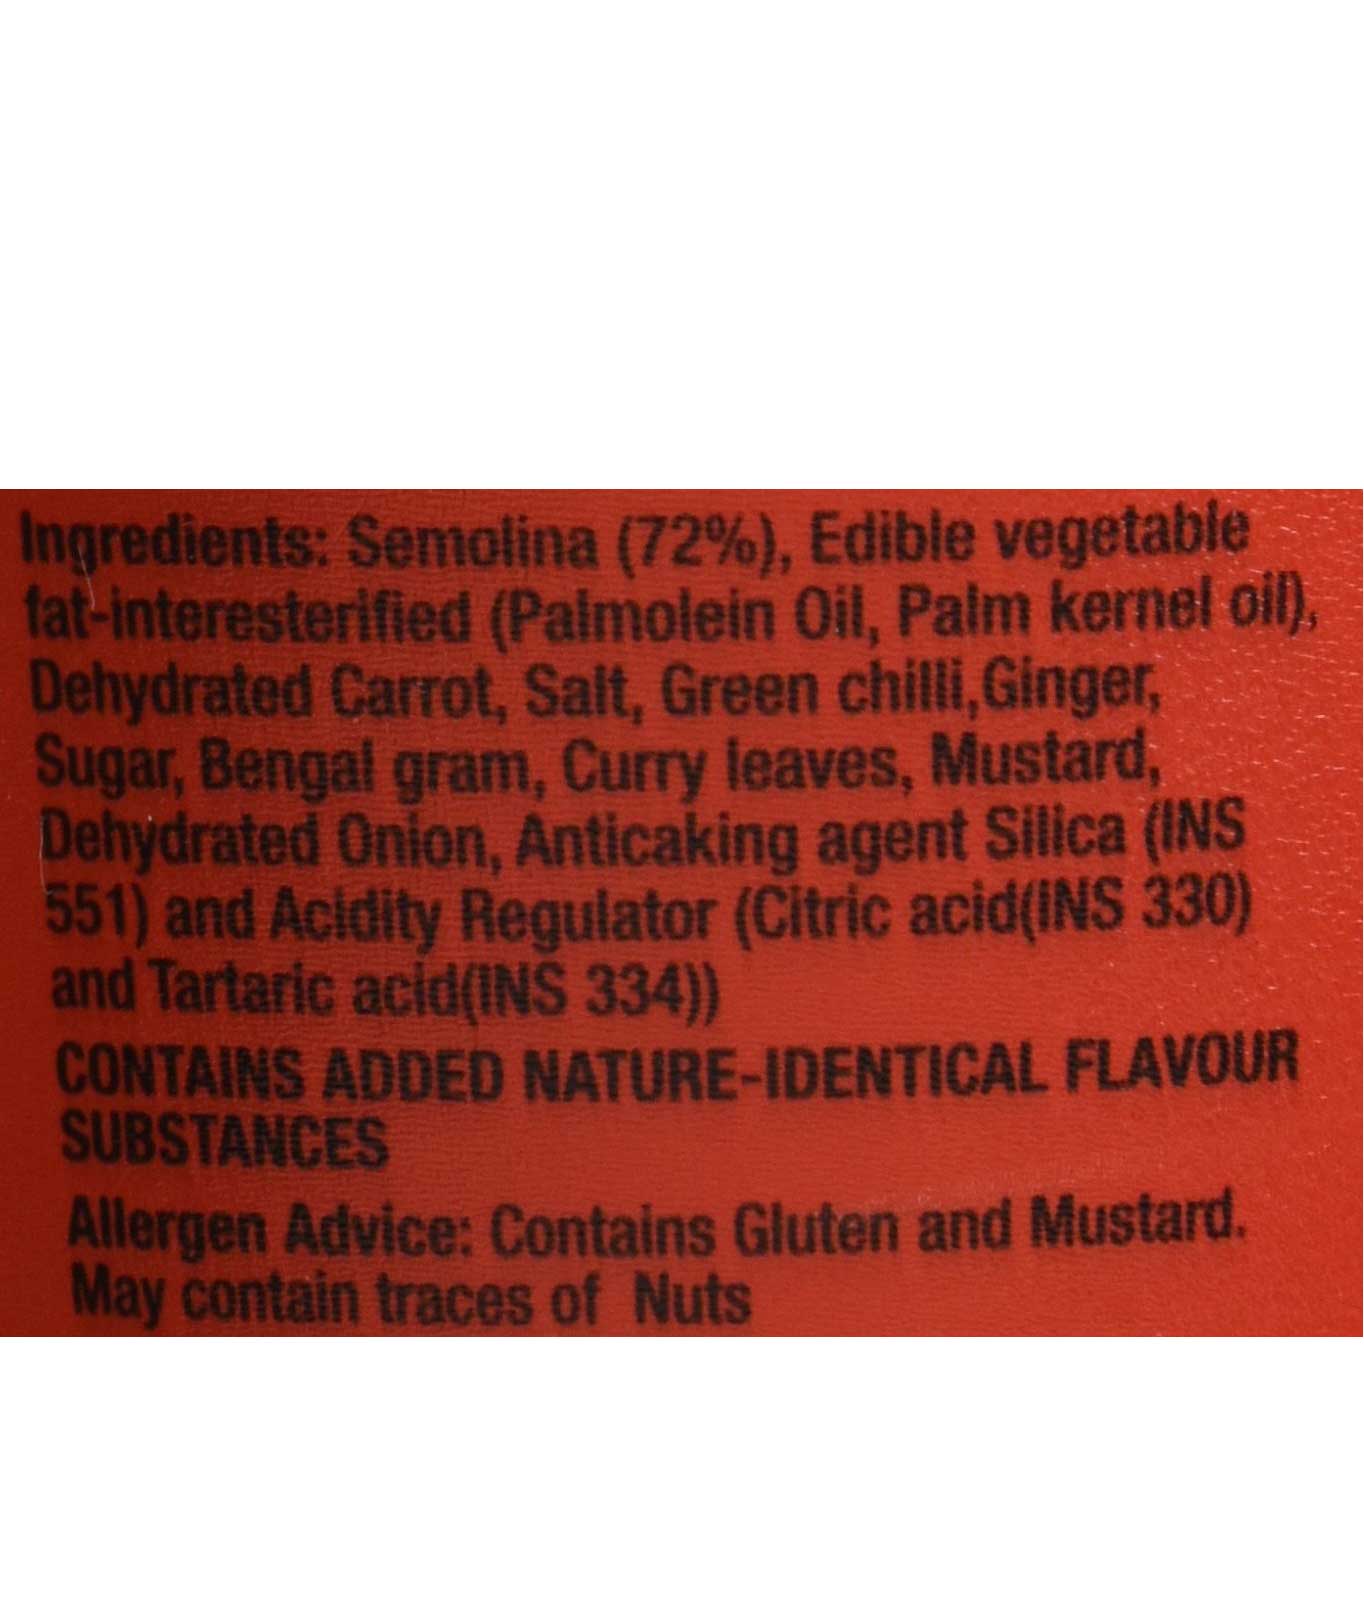 Ingredients: Semolina (72%), Edible vegetable
fat-interesterified (Palmolein Oil, Palm kernel oil),
Dehydrated Carrot, Salt, Green chilli,Ginger,
Sugar, Bengal gram, Curry leaves, Mustard,
Dehydrated Onion, Anticaking agent Silica (INS
551) and Acidity Regulator (Citric acid(INS 330)
and Tartaric acid(INS 334))
CONTAINS ADDED NATURE-IDENTICAL FLAVOUR
SUBSTANCES
Allergen Advice: Contains Gluten and Mustard.
May contain traces of Nuts